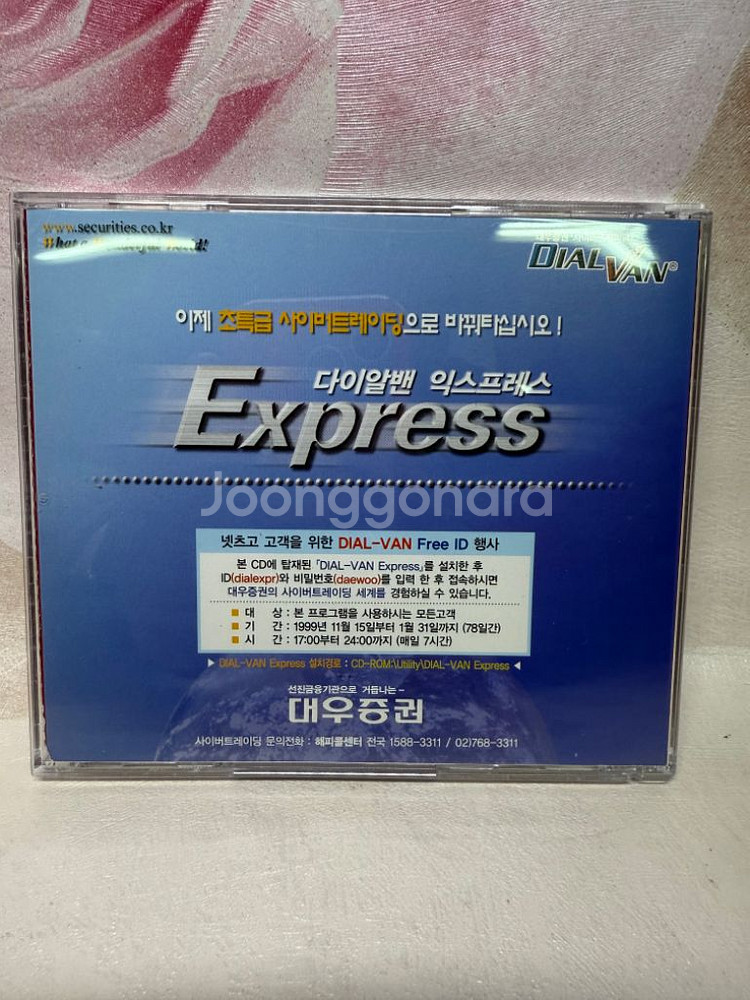 www.securities.co.kr
What a Wonderful World!
DIAL VAN®
이제 초특급 사이버트레이딩으로 바꿔타십시오!
다이알밴 익스프레스
Express
Joonggonara
넷츠고 고객을 위한 DIAL-VAN Free ID 행사
본 CD에 탑재된 「DIAL-VAN Express」를 설치한 후
ID(dialexpr)와 비밀번호(daewoo)를 입력 한 후 접속하시면
대우증권의 사이버트레이딩 세계를 경험하실 수 있습니다.
■ 대 상 : 본 프로그램을 사용하시는 모든고객
■ 기 간 : 1999년 11월 15일부터 1월 31일까지 (78일간)
■ 시 간 : 17:00부터 24:00까지 (매일 7시간)
▶ DIAL-VAN Express 설치경로 : CD-ROM:\Utility\DIAL-VAN Express ◀
선진금융기관으로 거듭나는-
대우증권
사이버트레이딩 문의전화 : 해피콜센터 전국 1588-3311 / 02)768-3311